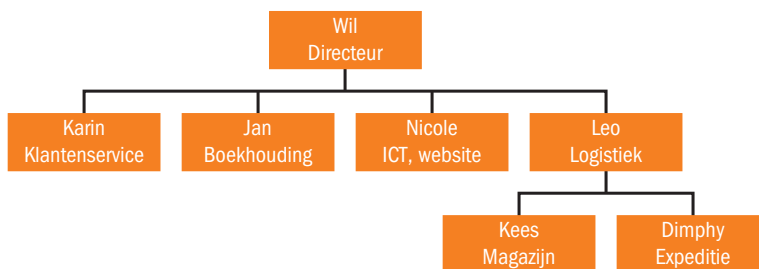 Wil
Directeur
Karin
Klantenservice
Jan
Boekhouding
Nicole
ICT, website
Leo
Logistiek
Kees
Magazijn
Dimphy
Expeditie